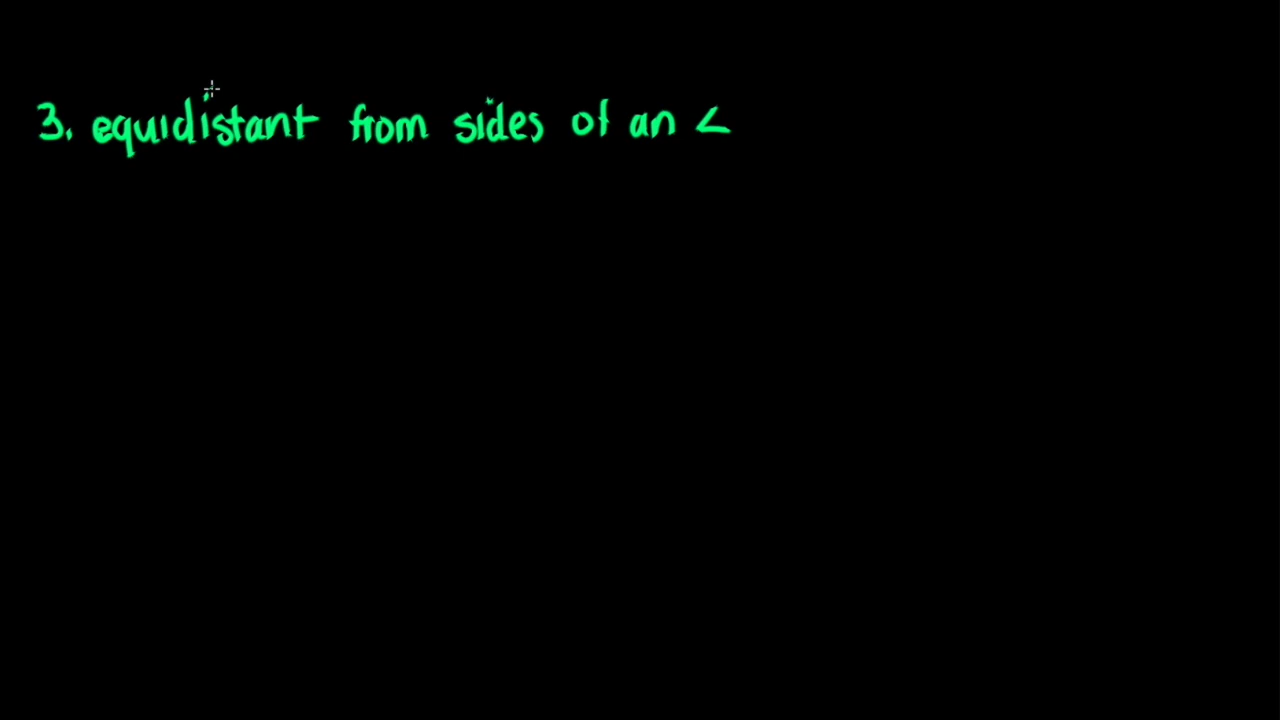 3. equidistant from sides of an <